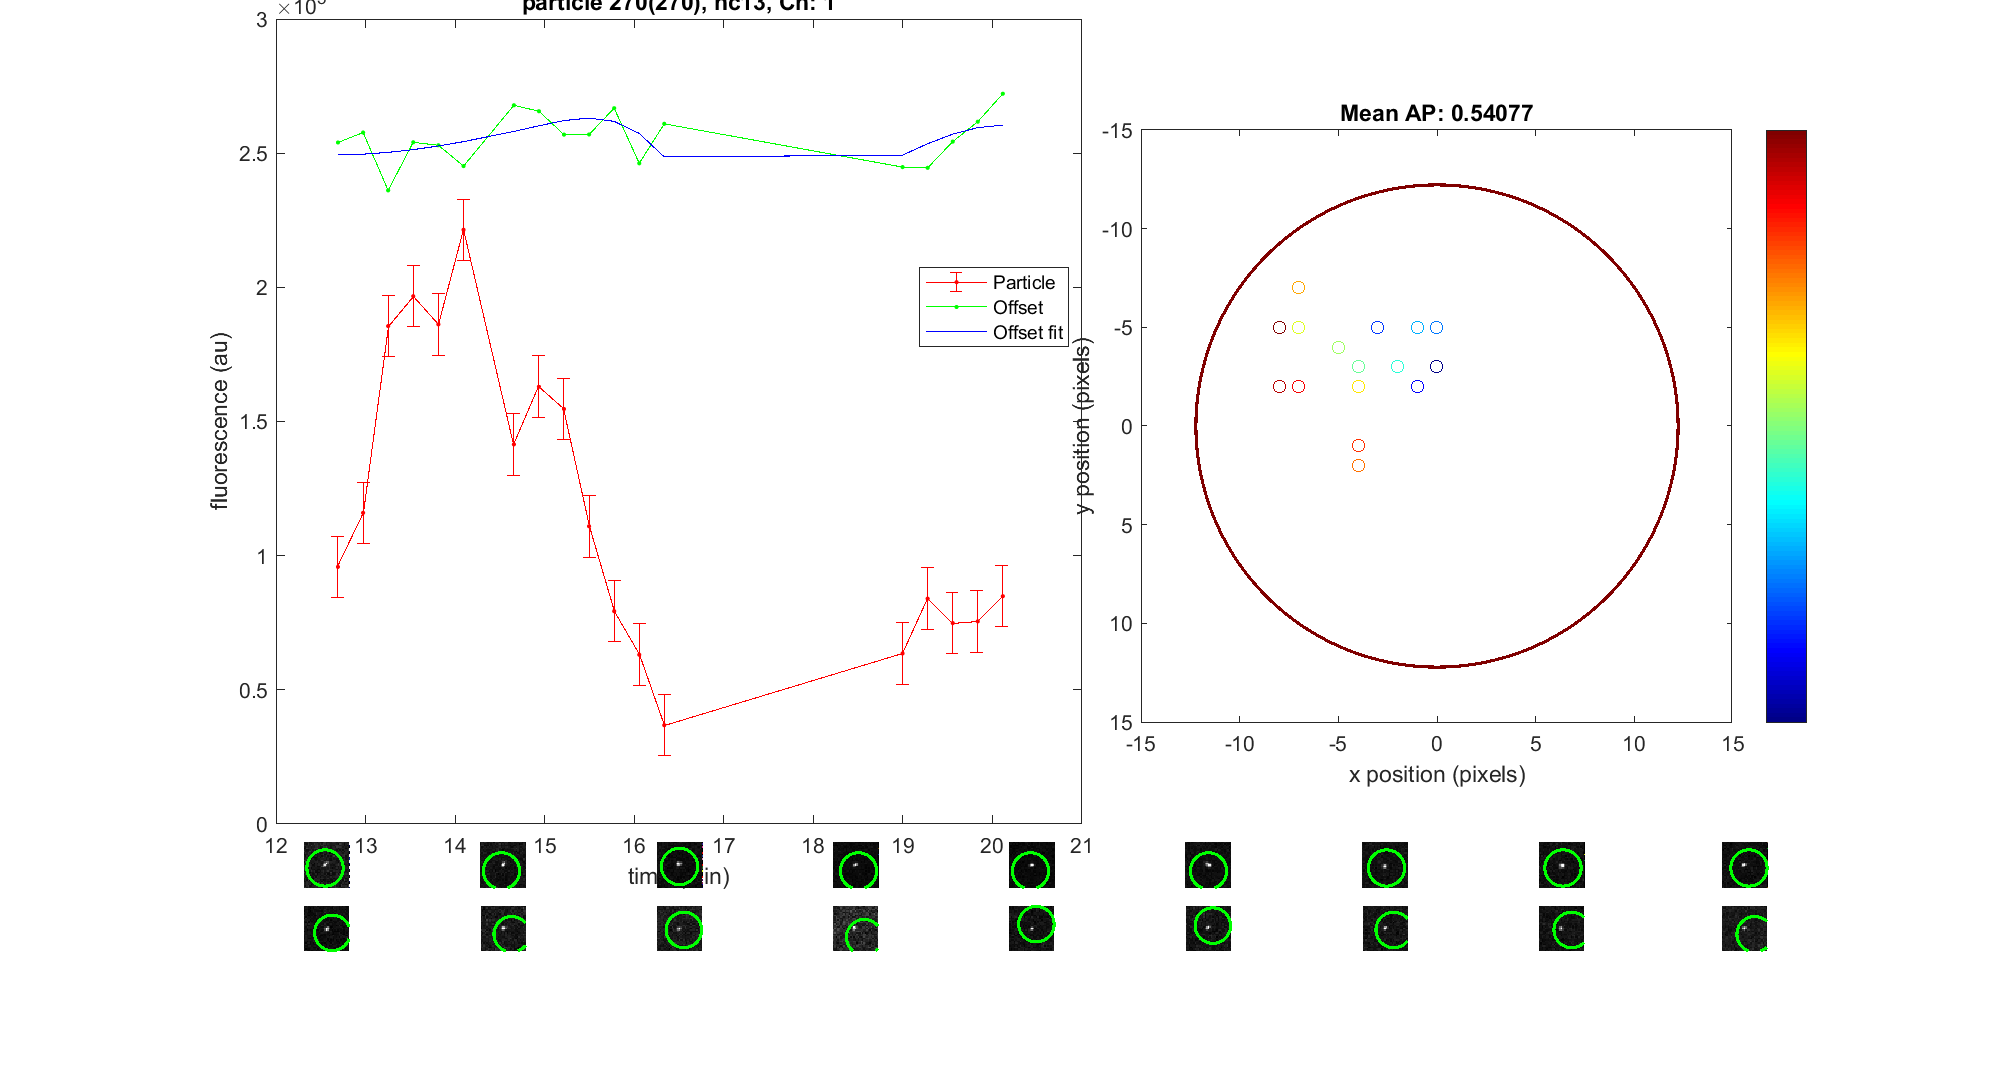 particle 270(270), nc13, Ch: 1
3
2.5
2
1.5
1
0.5
0
fluorescence (au)
12 13 14 15 16 17 18 19 20 21
Particle
Offset
Offset fit
Mean AP: 0.54077
-15
-10
-5
0
5
10
15
y position (pixels)
-15 -10 -5 0 5 10 15
x position (pixels)